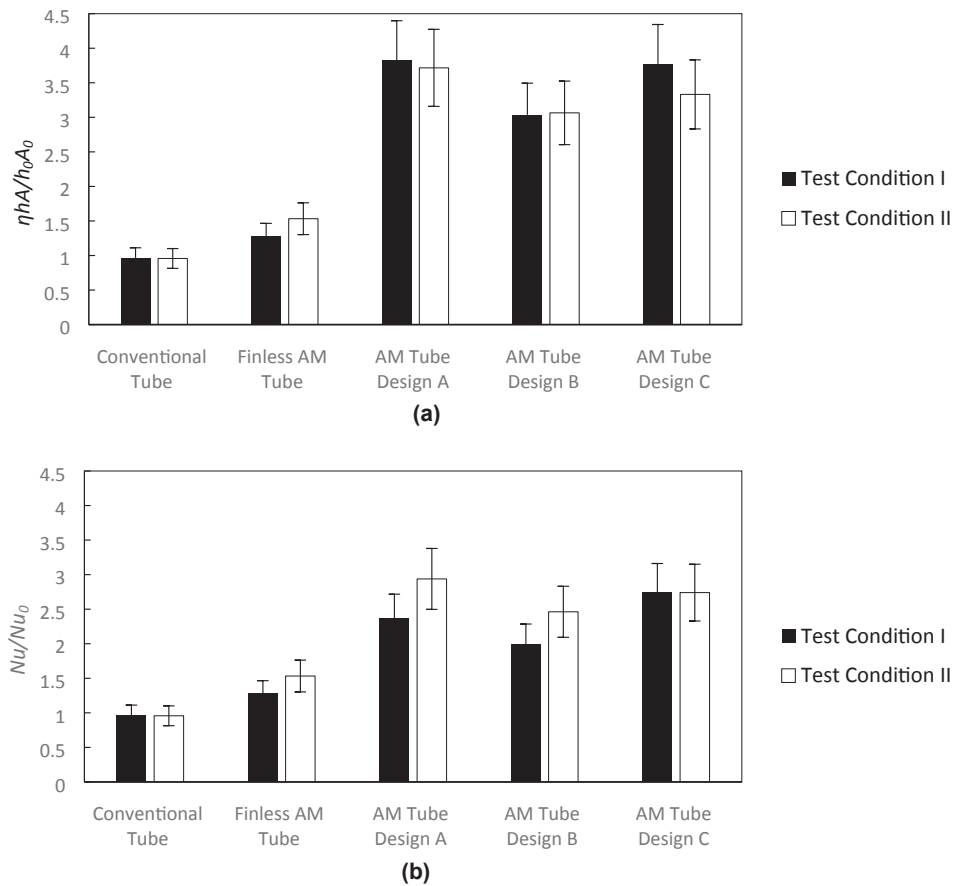 4.5
4
3.5
3
2.5
2
1.5
1
0.5
0
ηhA/h₀A₀
Conventional
Tube
Finless AM
Tube
AM Tube
Design A
AM Tube
Design B
AM Tube
Design C
Test Condition I
Test Condition II
(a)
4.5
4
3.5
3
2.5
2
1.5
1
0.5
0
Nu/Nu₀
Conventional
Tube
Finless AM
Tube
AM Tube
Design A
AM Tube
Design B
AM Tube
Design C
Test Condition I
Test Condition II
(b)